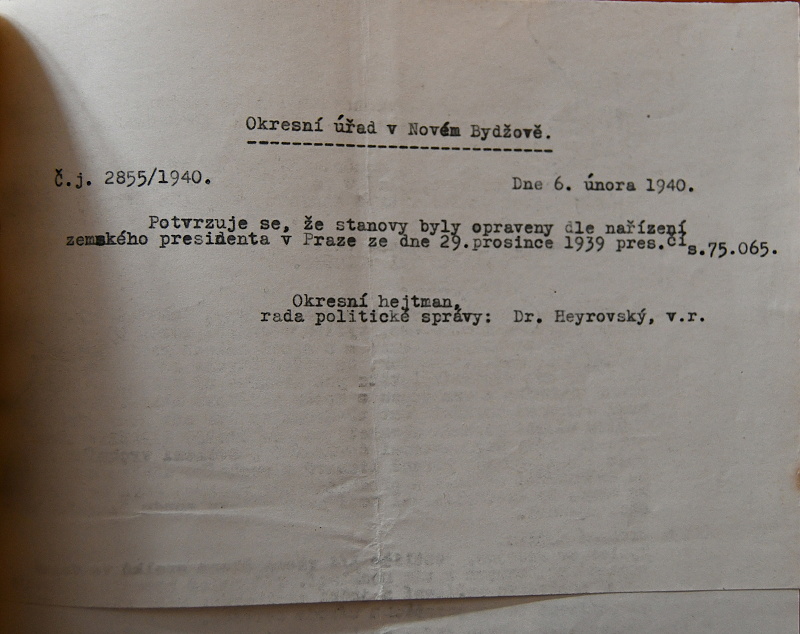 Okresní úřad v Novém Bydžově.
Č.j. 2855/1940.
Dne 6. února 1940.
Potvrzuje se, že stanovy byly opraveny dle nařízení
zemského presidenta v Praze ze dne 29.prosince 1939 pres.čís.75.065.
Okresní hejtman,
rada politické správy: Dr. Heyrovský, v.r.